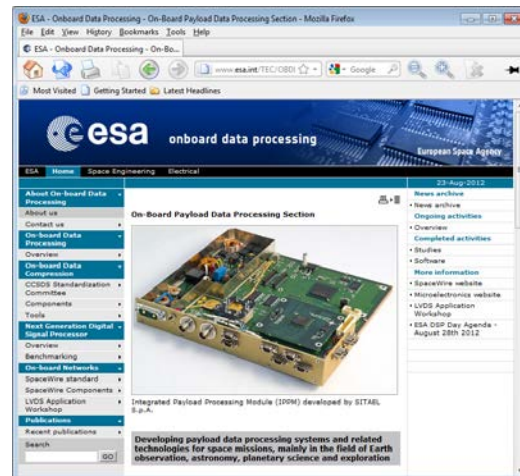 ESA - Onboard Data Processing - On-Board Payload Data Processing Section - Mozilla Firefox
File Edit View History Bookmarks Tools Help
ESA - Onboard Data Processing - On-Bo...
www.esa.int/TEC/OBDP
Google
Most Visited Getting Started Latest Headlines
esa onboard data processing
European Space Agency
ESA Home Space Engineering Electrical
23-Aug-2012
About On-board Data Processing
About us
Contact us
On-board Data Processing
Overview
On-board Data Compression
CCSDS Standardization Committee
Components
Tools
Next Generation Digital Signal Processor
Overview
Benchmarking
On-board Networks
SpaceWire standard
SpaceWire Components
LVDS Application Workshop
Publications
Recent publications
Search
GO
On-Board Payload Data Processing Section
Integrated Payload Processing Module (IPPM) developed by SITAEL
S.p.A.
Developing payload data processing systems and related
technologies for space missions, mainly in the field of Earth
observation, astronomy, planetary science and exploration
News archive
News archive
Ongoing activities
Overview
Completed activities
Studies
Software
More information
SpaceWire website
Microelectronics website
LVDS Application
Workshop
ESA DSP Day Agenda -
August 28th 2012